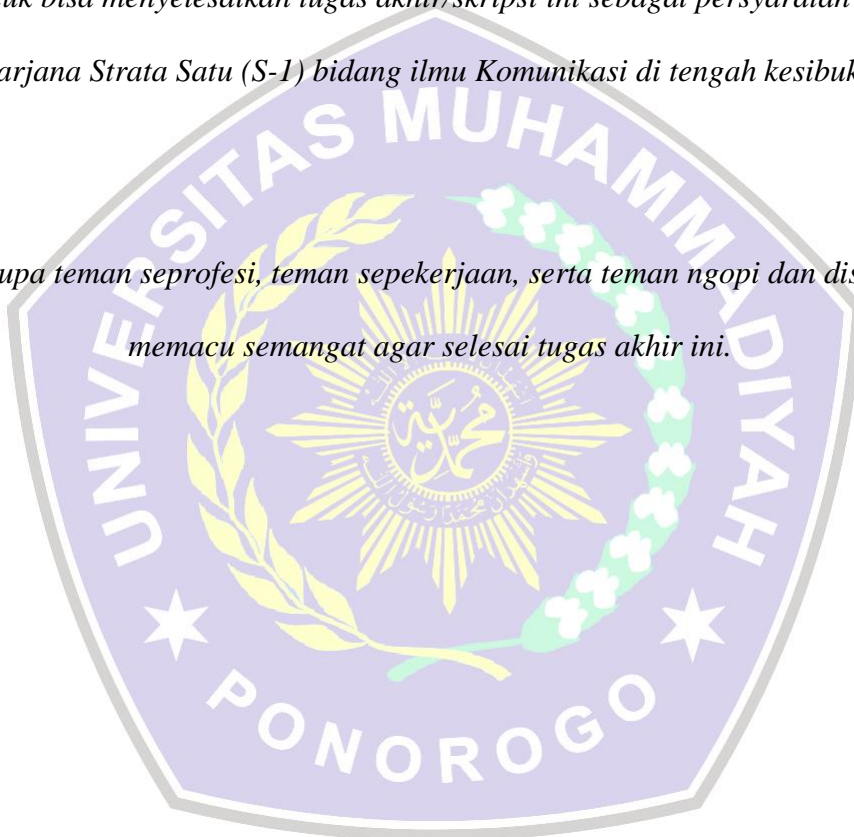 uk bisa menyelesaikan tugas akhir/skripsi ini sebagai persyaratan
arjana Strata Satu (S-1) bidang ilmu Komunikasi di tengah kesibuk
UNIVERSITAS MUHAMMADIYAH
upa teman seprofesi, teman sepekerjaan, serta teman ngopi dan dis
memacu semangat agar selesai tugas akhir ini.
محمدية
PONOROGO